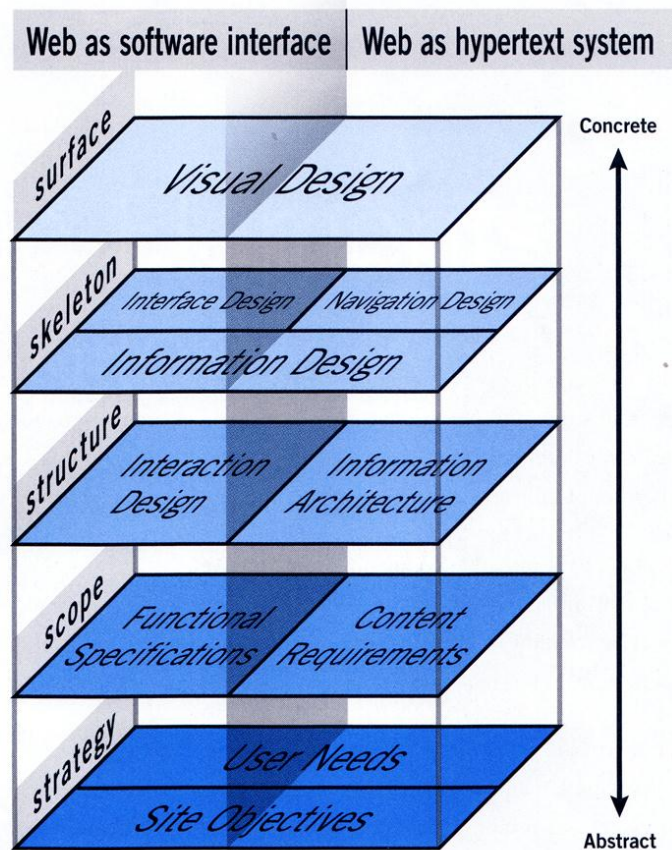 Web as software interface
Web as hypertext system
Concrete
surface
Visual Design
skeleton
Interface Design
Navigation Design
Information Design
structure
Interaction
Design
Information
Architecture
scope
Functional
Specifications
Content
Requirements
strategy
User Needs
Site Objectives
Abstract